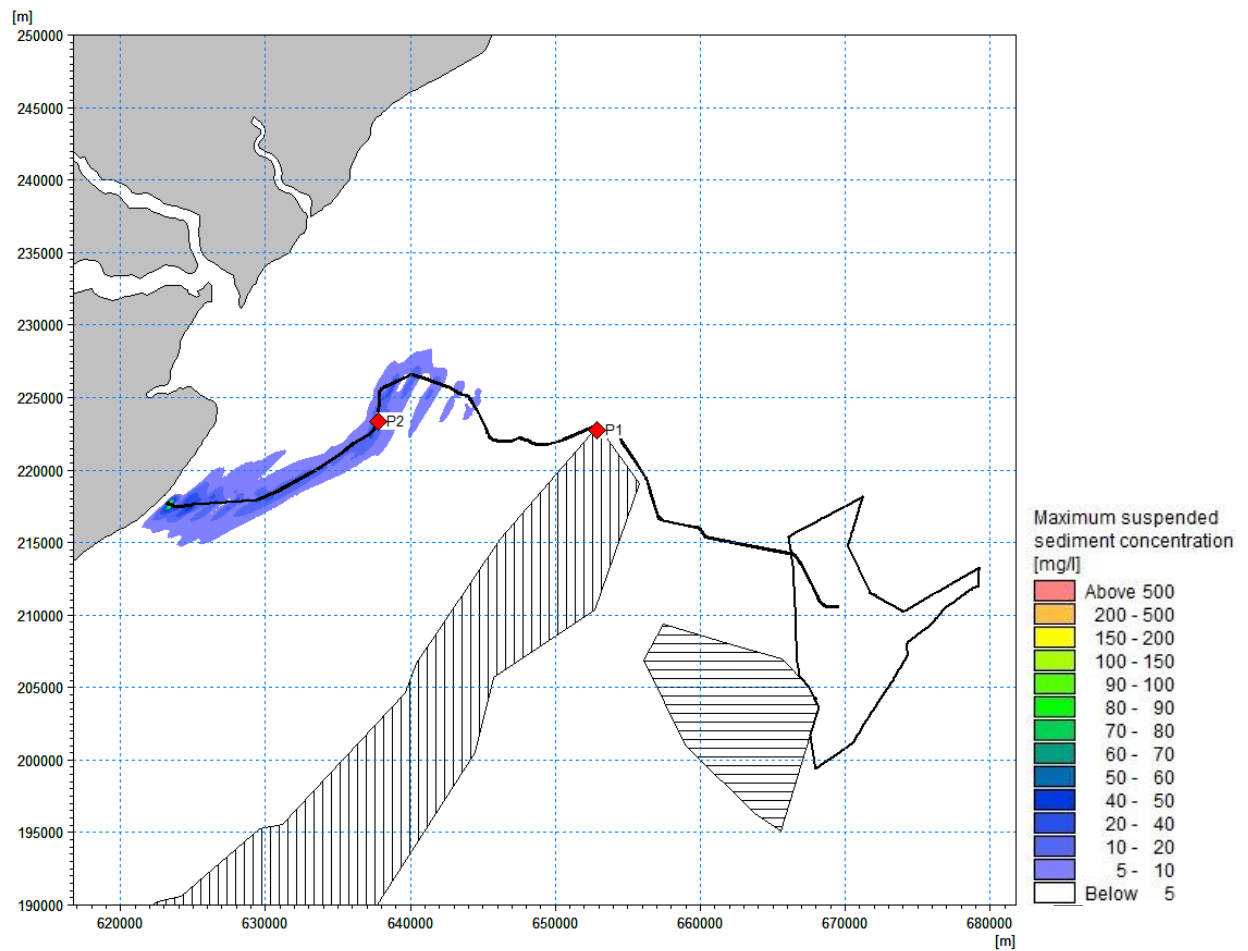 [m]
250000
245000
240000
235000
230000
225000
220000
215000
210000
205000
200000
195000
190000
P2
P1
620000 630000 640000 650000 660000 670000 680000
[m]
Maximum suspended
sediment concentration
[mg/l]
Above 500
200 - 500
150 - 200
100 - 150
90 - 100
80 - 90
70 - 80
60 - 70
50 - 60
40 - 50
20 - 40
10 - 20
5 - 10
Below 5